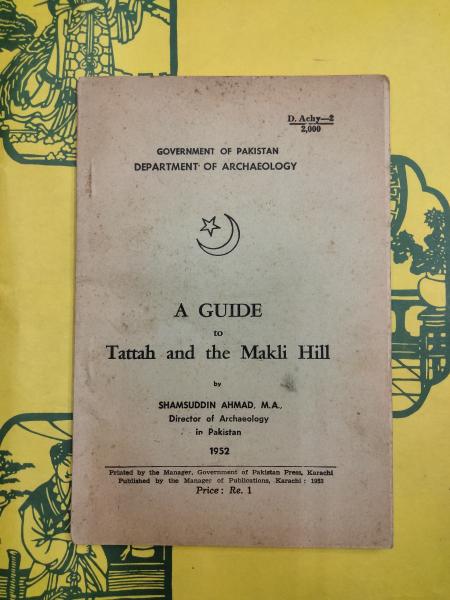 D. Achy—2
2,000
GOVERNMENT OF PAKISTAN
DEPARTMENT OF ARCHAEOLOGY
A GUIDE
to
Tattah and the Makli Hill
by
SHAMSUDDIN AHMAD, M.A.,
Director of Archaeology
in Pakistan
1952
Printed by the Manager, Government of Pakistan Press, Karachi
Published by the Manager of Publications, Karachi : 1952
Price : Re. 1